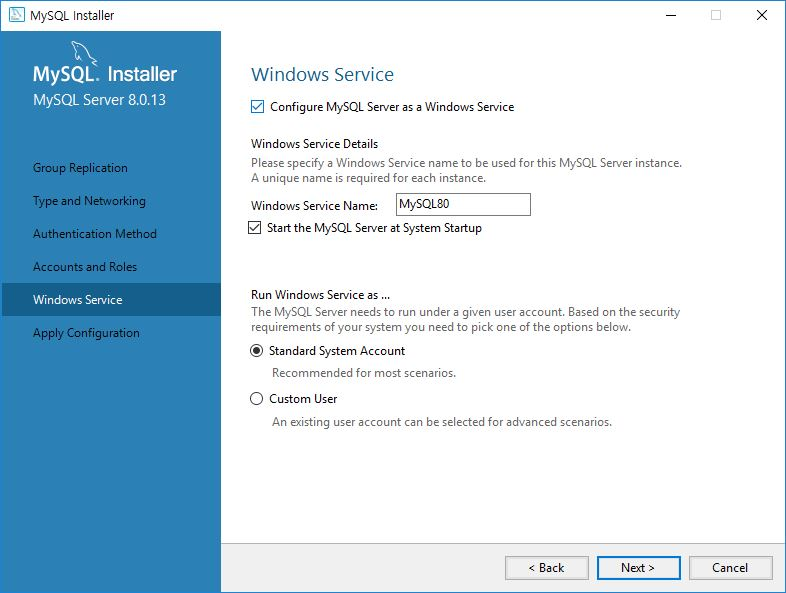 MySQL Installer
MySQL. Installer
MySQL Server 8.0.13
Group Replication
Type and Networking
Authentication Method
Accounts and Roles
Windows Service
Apply Configuration
Windows Service
Configure MySQL Server as a Windows Service
Windows Service Details
Please specify a Windows Service name to be used for this MySQL Server instance.
A unique name is required for each instance.
Windows Service Name: MySQL80
Start the MySQL Server at System Startup
Run Windows Service as ...
The MySQL Server needs to run under a given user account. Based on the security
requirements of your system you need to pick one of the options below.
Standard System Account
Recommended for most scenarios.
Custom User
An existing user account can be selected for advanced scenarios.
< Back Next > Cancel